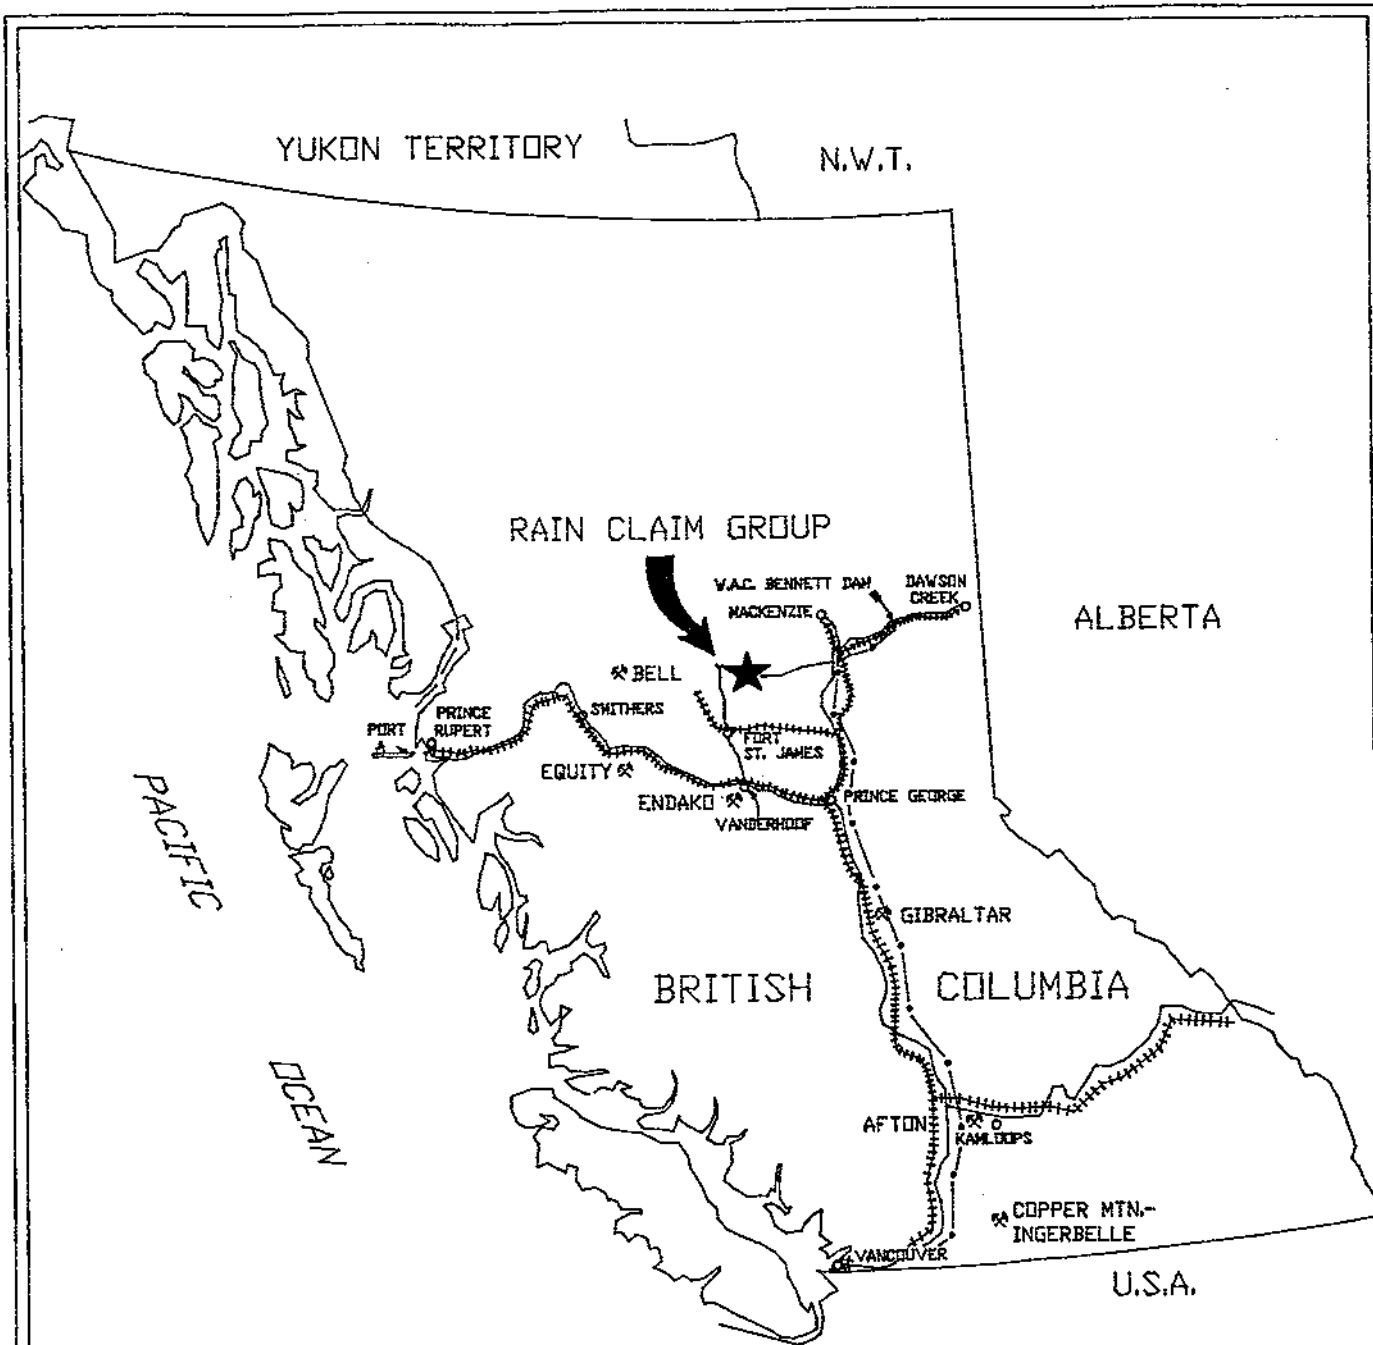 YUKON TERRITORY
N.W.T.
RAIN CLAIM GROUP
W.A.C. BENNETT DAM
DAWSON
CREEK
MACKENZIE
ALBERTA
BELL
SMITHERS
PRINCE
RUPERT
PORT
FORT
ST. JAMES
EQUITY
ENDAKO
PRINCE GEORGE
VANDERHOOF
PACIFIC
GIBRALTAR
BRITISH
COLUMBIA
OCEAN
AFTON
KAMLOOPS
COPPER MTN.-
INGERBELLE
VANCOUVER
U.S.A.